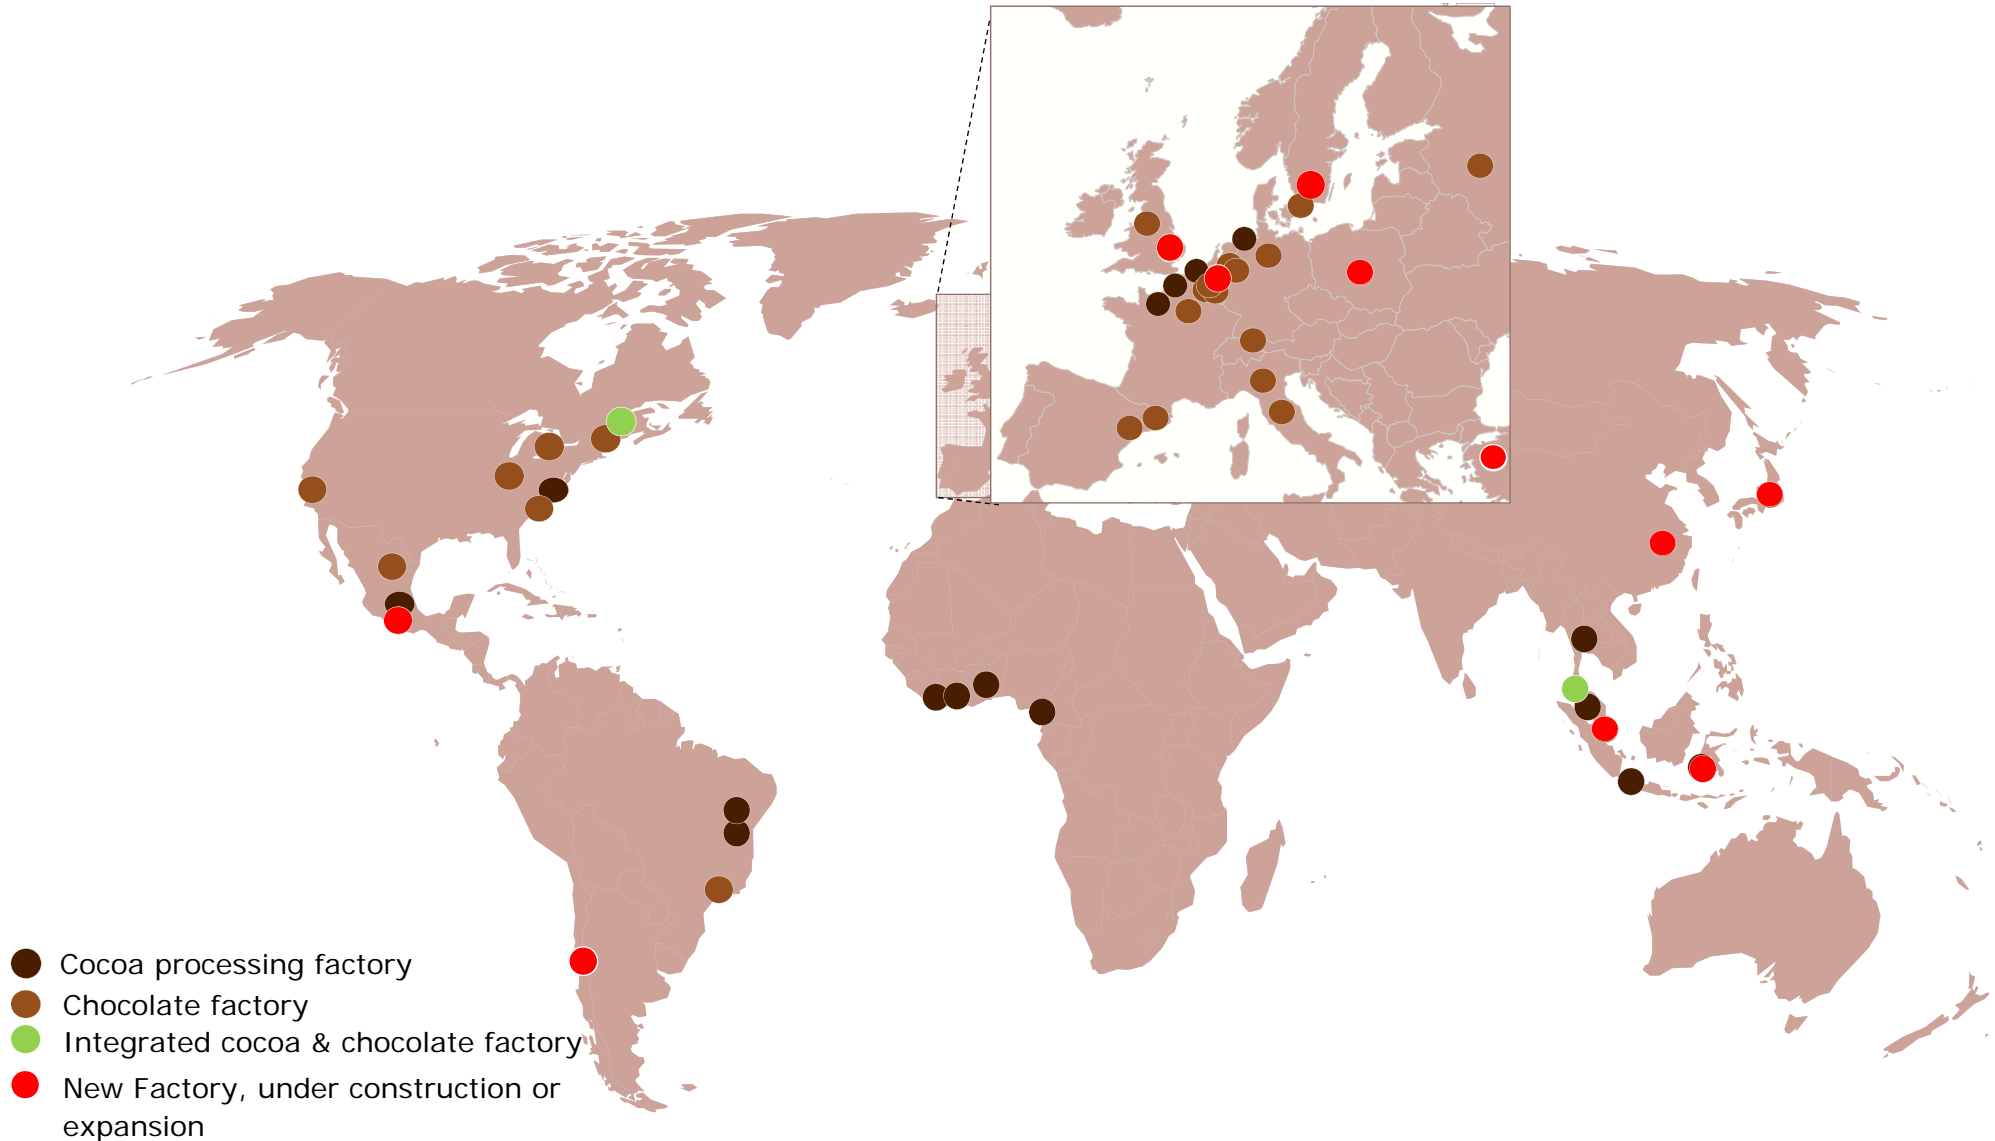 Cocoa processing factory
Chocolate factory
Integrated cocoa & chocolate factory
New Factory, under construction or
expansion